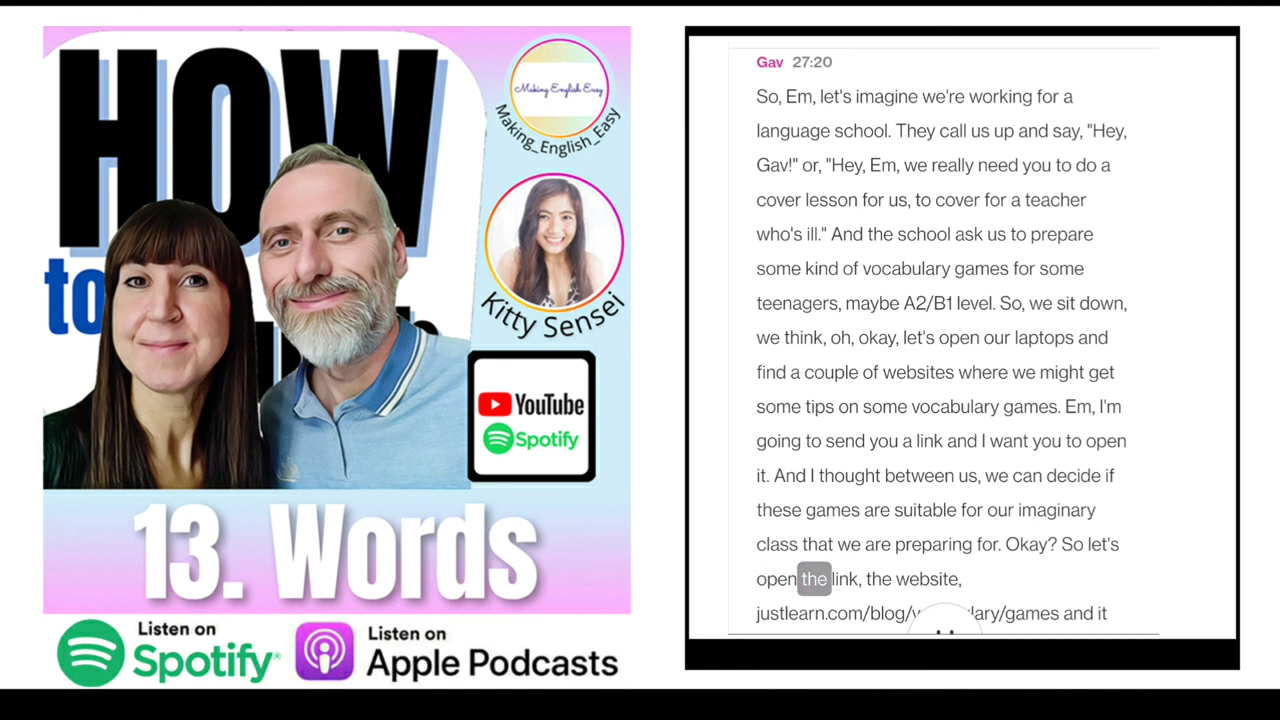 HOW
to
Making English Easy
Making_English_Easy
Kitty Sensei
YouTube
Spotify
13. Words
Listen on
Spotify
Listen on
Apple Podcasts
Gav 27:20
So, Em, let's imagine we're working for a
language school. They call us up and say, "Hey,
Gav!" or, "Hey, Em, we really need you to do a
cover lesson for us, to cover for a teacher
who's ill." And the school ask us to prepare
some kind of vocabulary games for some
teenagers, maybe A2/B1 level. So, we sit down,
we think, oh, okay, let's open our laptops and
find a couple of websites where we might get
some tips on some vocabulary games. Em, I'm
going to send you a link and I want you to open
it. And I thought between us, we can decide if
these games are suitable for our imaginary
class that we are preparing for. Okay? So let's
open the link, the website,
justlearn.com/blog/ and it